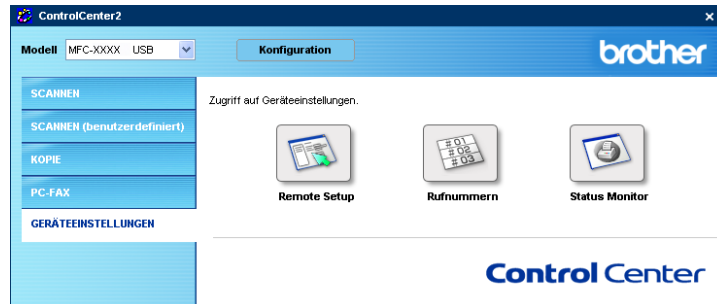 ControlCenter2
Modell MFC-XXXX USB Konfiguration
brother
SCANNEN
SCANNEN (benutzerdefiniert)
KOPIE
PC-FAX
GERÄTEEINSTELLUNGEN
Zugriff auf Geräteeinstellungen.
# 01
# 02
# 03
Remote Setup Rufnummern Status Monitor
Control Center